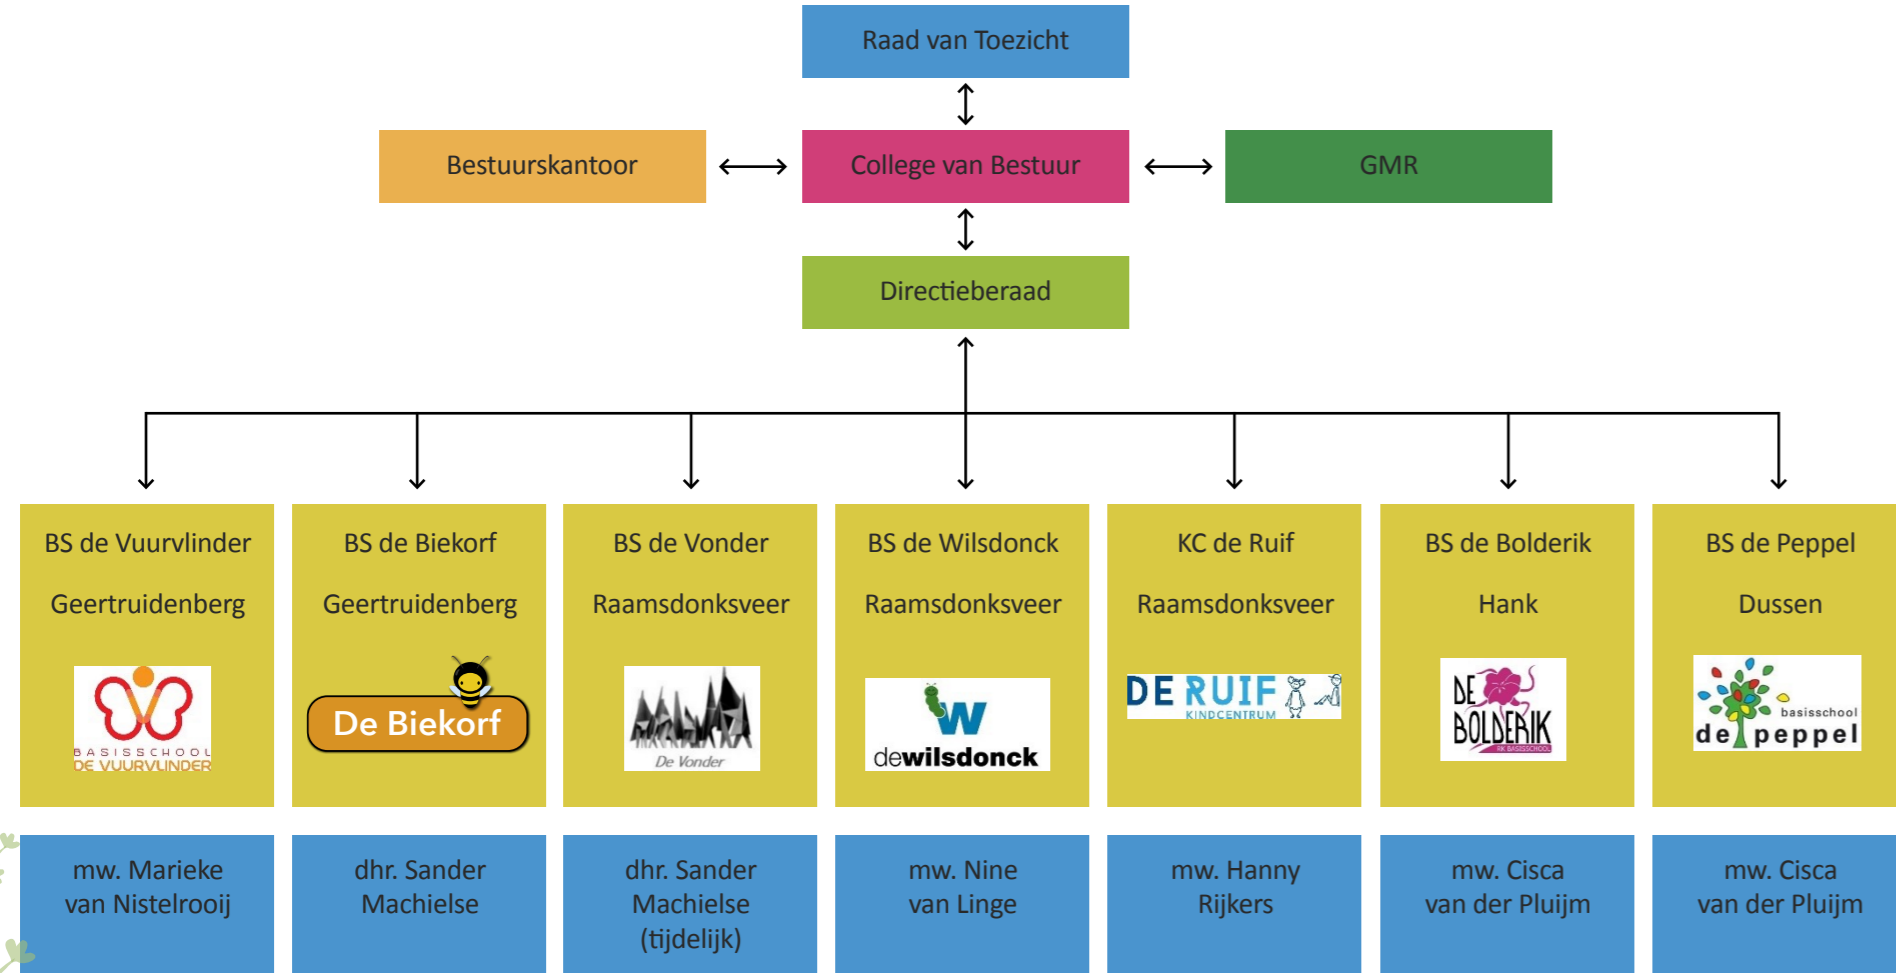 Raad van Toezicht
Bestuurskantoor
College van Bestuur
GMR
Directieberaad
BS de Vuurvlinder
Geertruidenberg
BASISSCHOOL
DE VUURVLINDER
BS de Biekorf
Geertruidenberg
De Biekorf
BS de Vonder
Raamsdonksveer
De Vonder
BS de Wilsdonck
Raamsdonksveer
W
dewilsdonck
KC de Ruif
Raamsdonksveer
DE RUIF
KINDCENTRUM
BS de Bolderik
Hank
DE
BOLDERIK
RK BASISSCHOOL
BS de Peppel
Dussen
basisschool
de peppel
mw. Marieke
van Nistelrooij
dhr. Sander
Machielse
dhr. Sander
Machielse
(tijdelijk)
mw. Nine
van Linge
mw. Hanny
Rijkers
mw. Cisca
van der Pluijm
mw. Cisca
van der Pluijm